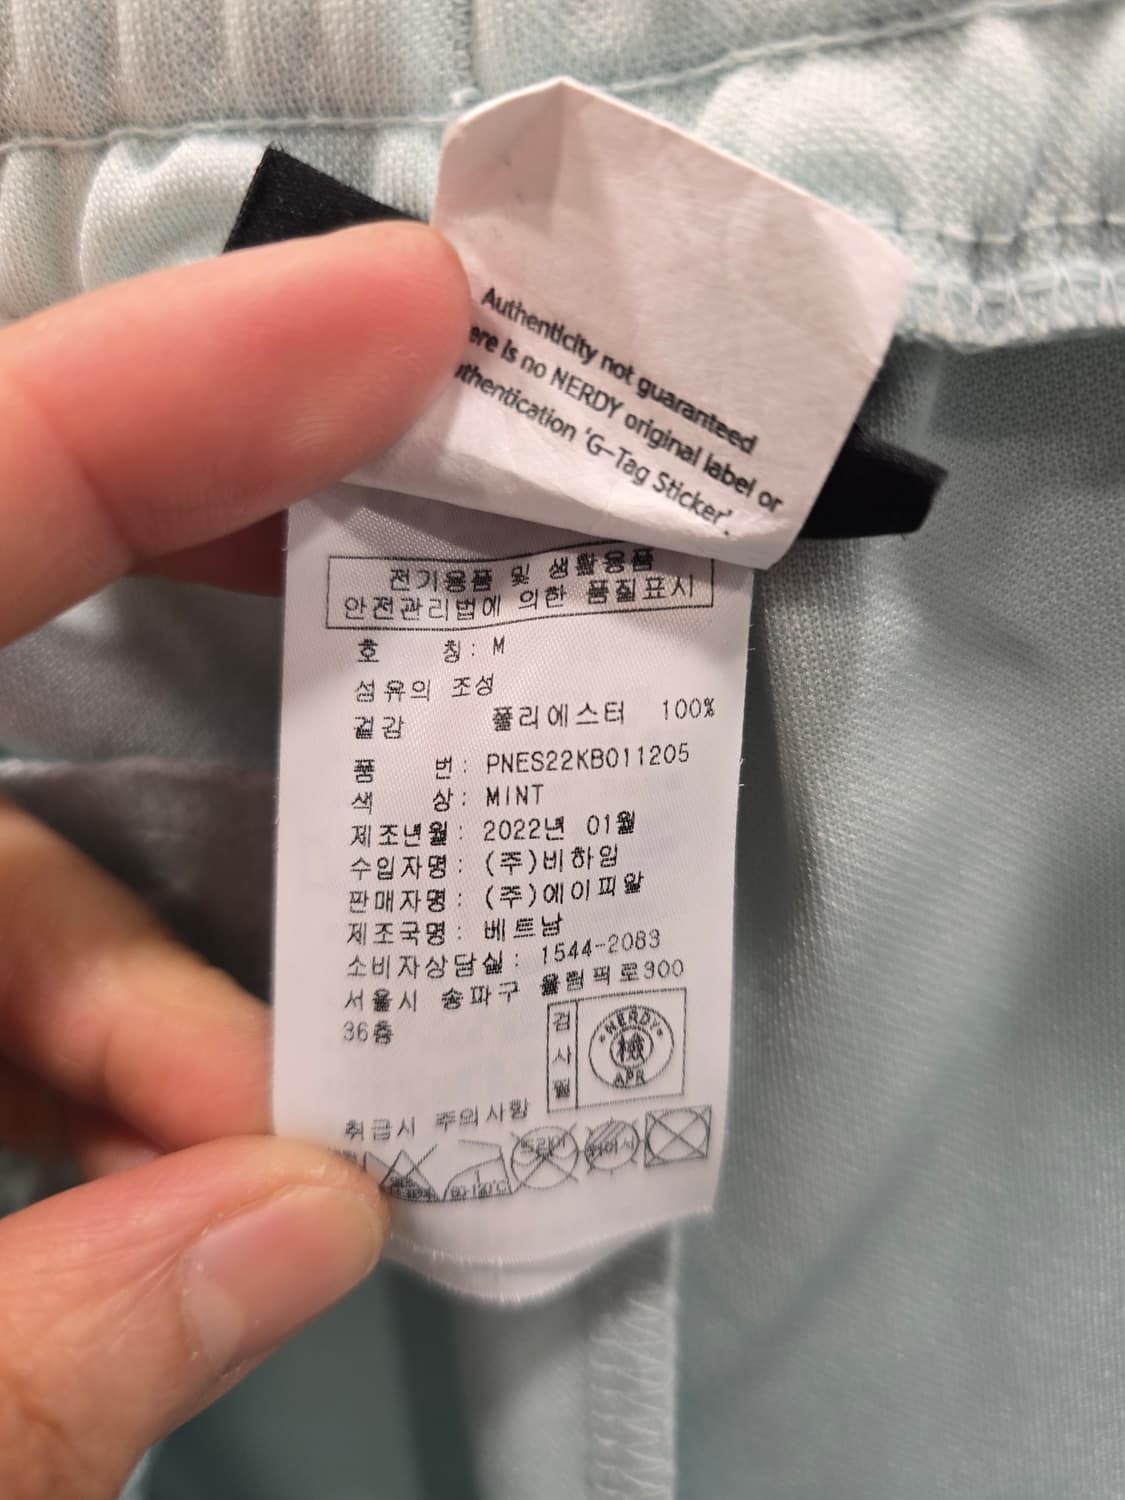 Authenticity not guaranteed
is no NERDY original label or
'G-Tag Sticker'.
전기용품 및 생활용품
안전관리법에 의한 품질표시
호 칭: M
섬유의 조성
겉감 폴리에스터 100%
품 번: PNES22KB011205
색 상: MINT
제조년월: 2022년 01월
수입자명: (주)비하임
판매자명: (주)에이피알
제조국명: 베트남
소비자상담실: 1544-2083
서울시 송파구 올림픽로300
36층
검사필
NERDY
APR
취급시 주의사항
드라이
80-120℃